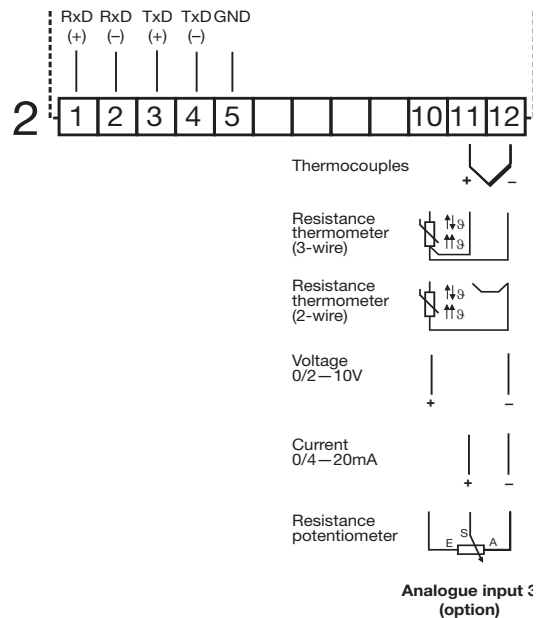 RxD RxD TxD TxD GND
(+) (–) (+) (–)
2 1 2 3 4 5 10 11 12
Thermocouples
+ –
Resistance
thermometer
(3-wire)
ϑ
ϑ
Resistance
thermometer
(2-wire)
ϑ
ϑ
Voltage
0/2—10V
+ –
Current
0/4—20mA
+ –
Resistance
potentiometer
E S A
Analogue input 3
(option)